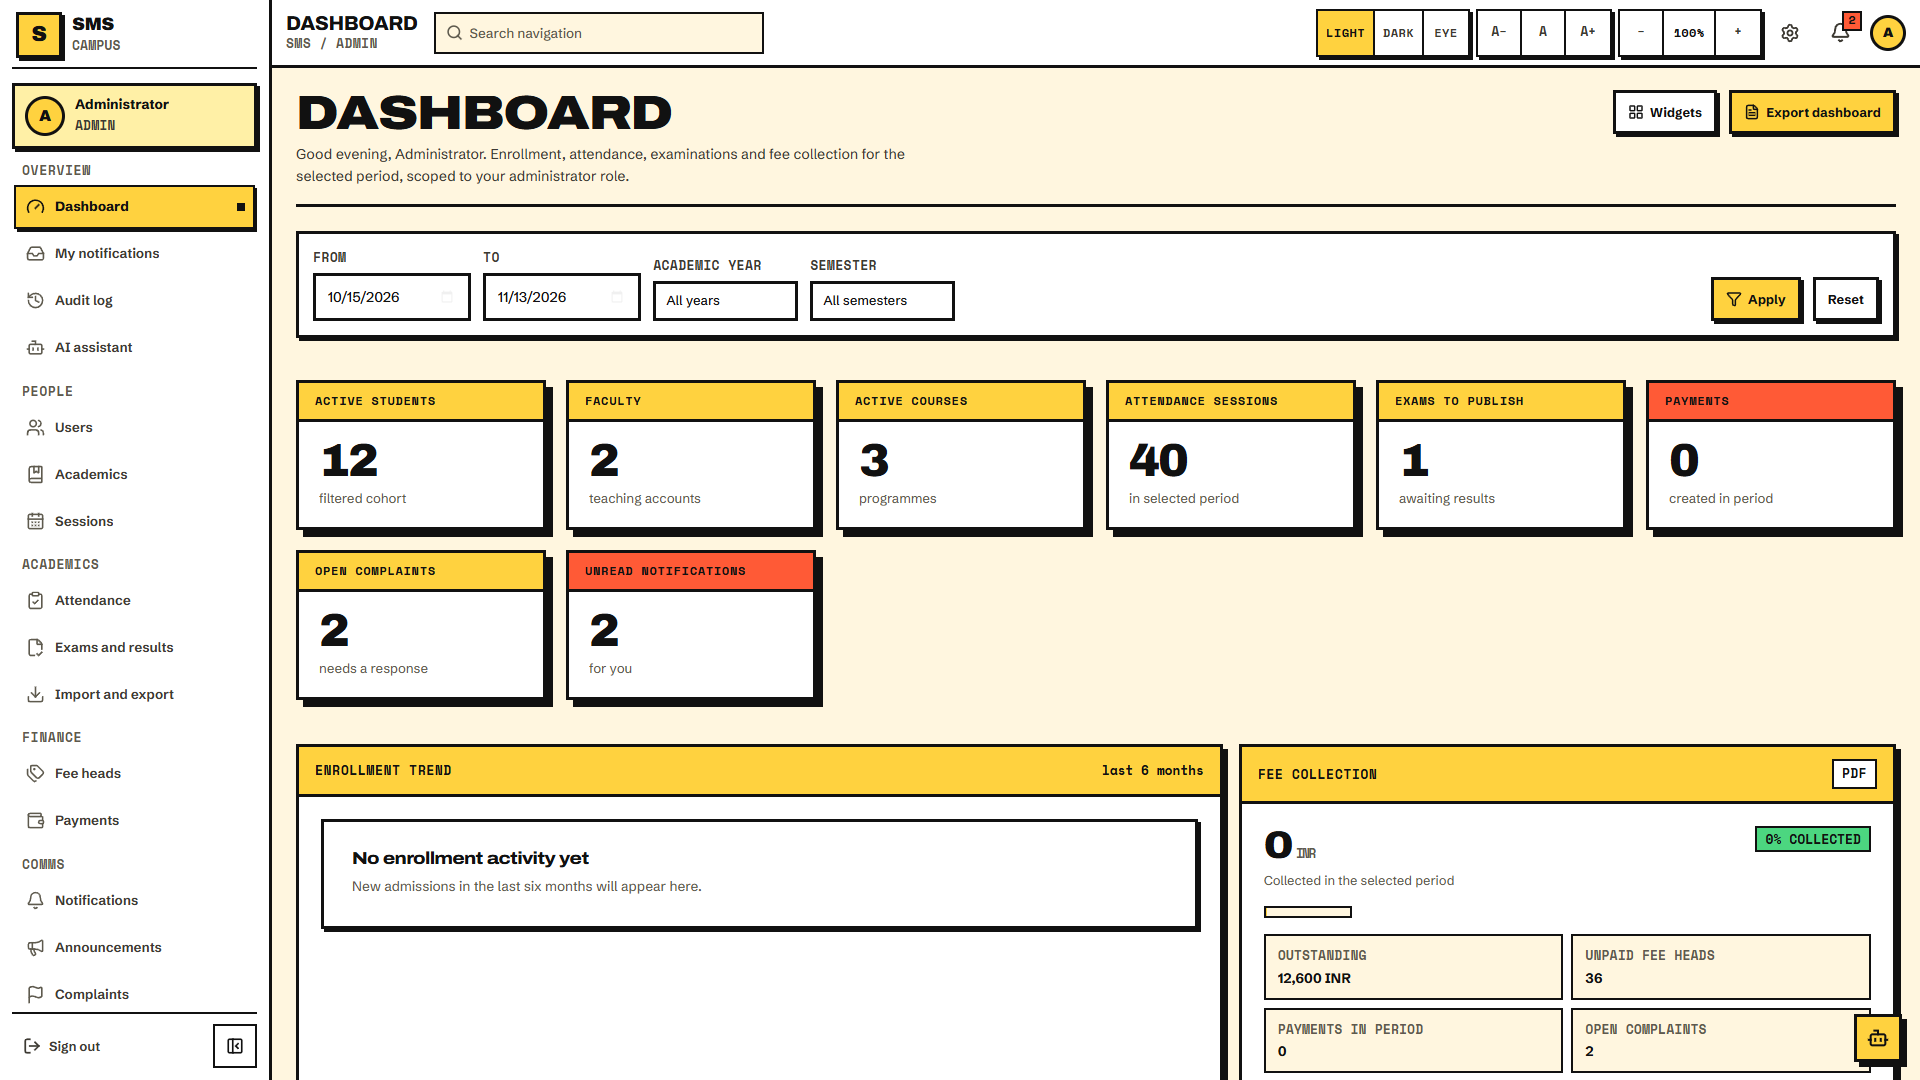 S
SMS
CAMPUS
A
Administrator
ADMIN
OVERVIEW
Dashboard
My notifications
Audit log
AI assistant
PEOPLE
Users
Academics
Sessions
ACADEMICS
Attendance
Exams and results
Import and export
FINANCE
Fee heads
Payments
COMMS
Notifications
Announcements
Complaints
Sign out
DASHBOARD
SMS / ADMIN
Search navigation
LIGHT DARK EYE
A- A A+
- 100% +
2
A
DASHBOARD
Good evening, Administrator. Enrollment, attendance, examinations and fee collection for the
selected period, scoped to your administrator role.
Widgets
Export dashboard
FROM
10/15/2026
TO
11/13/2026
ACADEMIC YEAR
All years
SEMESTER
All semesters
Apply
Reset
ACTIVE STUDENTS
12
filtered cohort
FACULTY
2
teaching accounts
ACTIVE COURSES
3
programmes
ATTENDANCE SESSIONS
40
in selected period
EXAMS TO PUBLISH
1
awaiting results
PAYMENTS
0
created in period
OPEN COMPLAINTS
2
needs a response
UNREAD NOTIFICATIONS
2
for you
ENROLLMENT TREND
last 6 months
No enrollment activity yet
New admissions in the last six months will appear here.
FEE COLLECTION
PDF
0 INR
0% COLLECTED
Collected in the selected period
OUTSTANDING
12,600 INR
UNPAID FEE HEADS
36
PAYMENTS IN PERIOD
0
OPEN COMPLAINTS
2